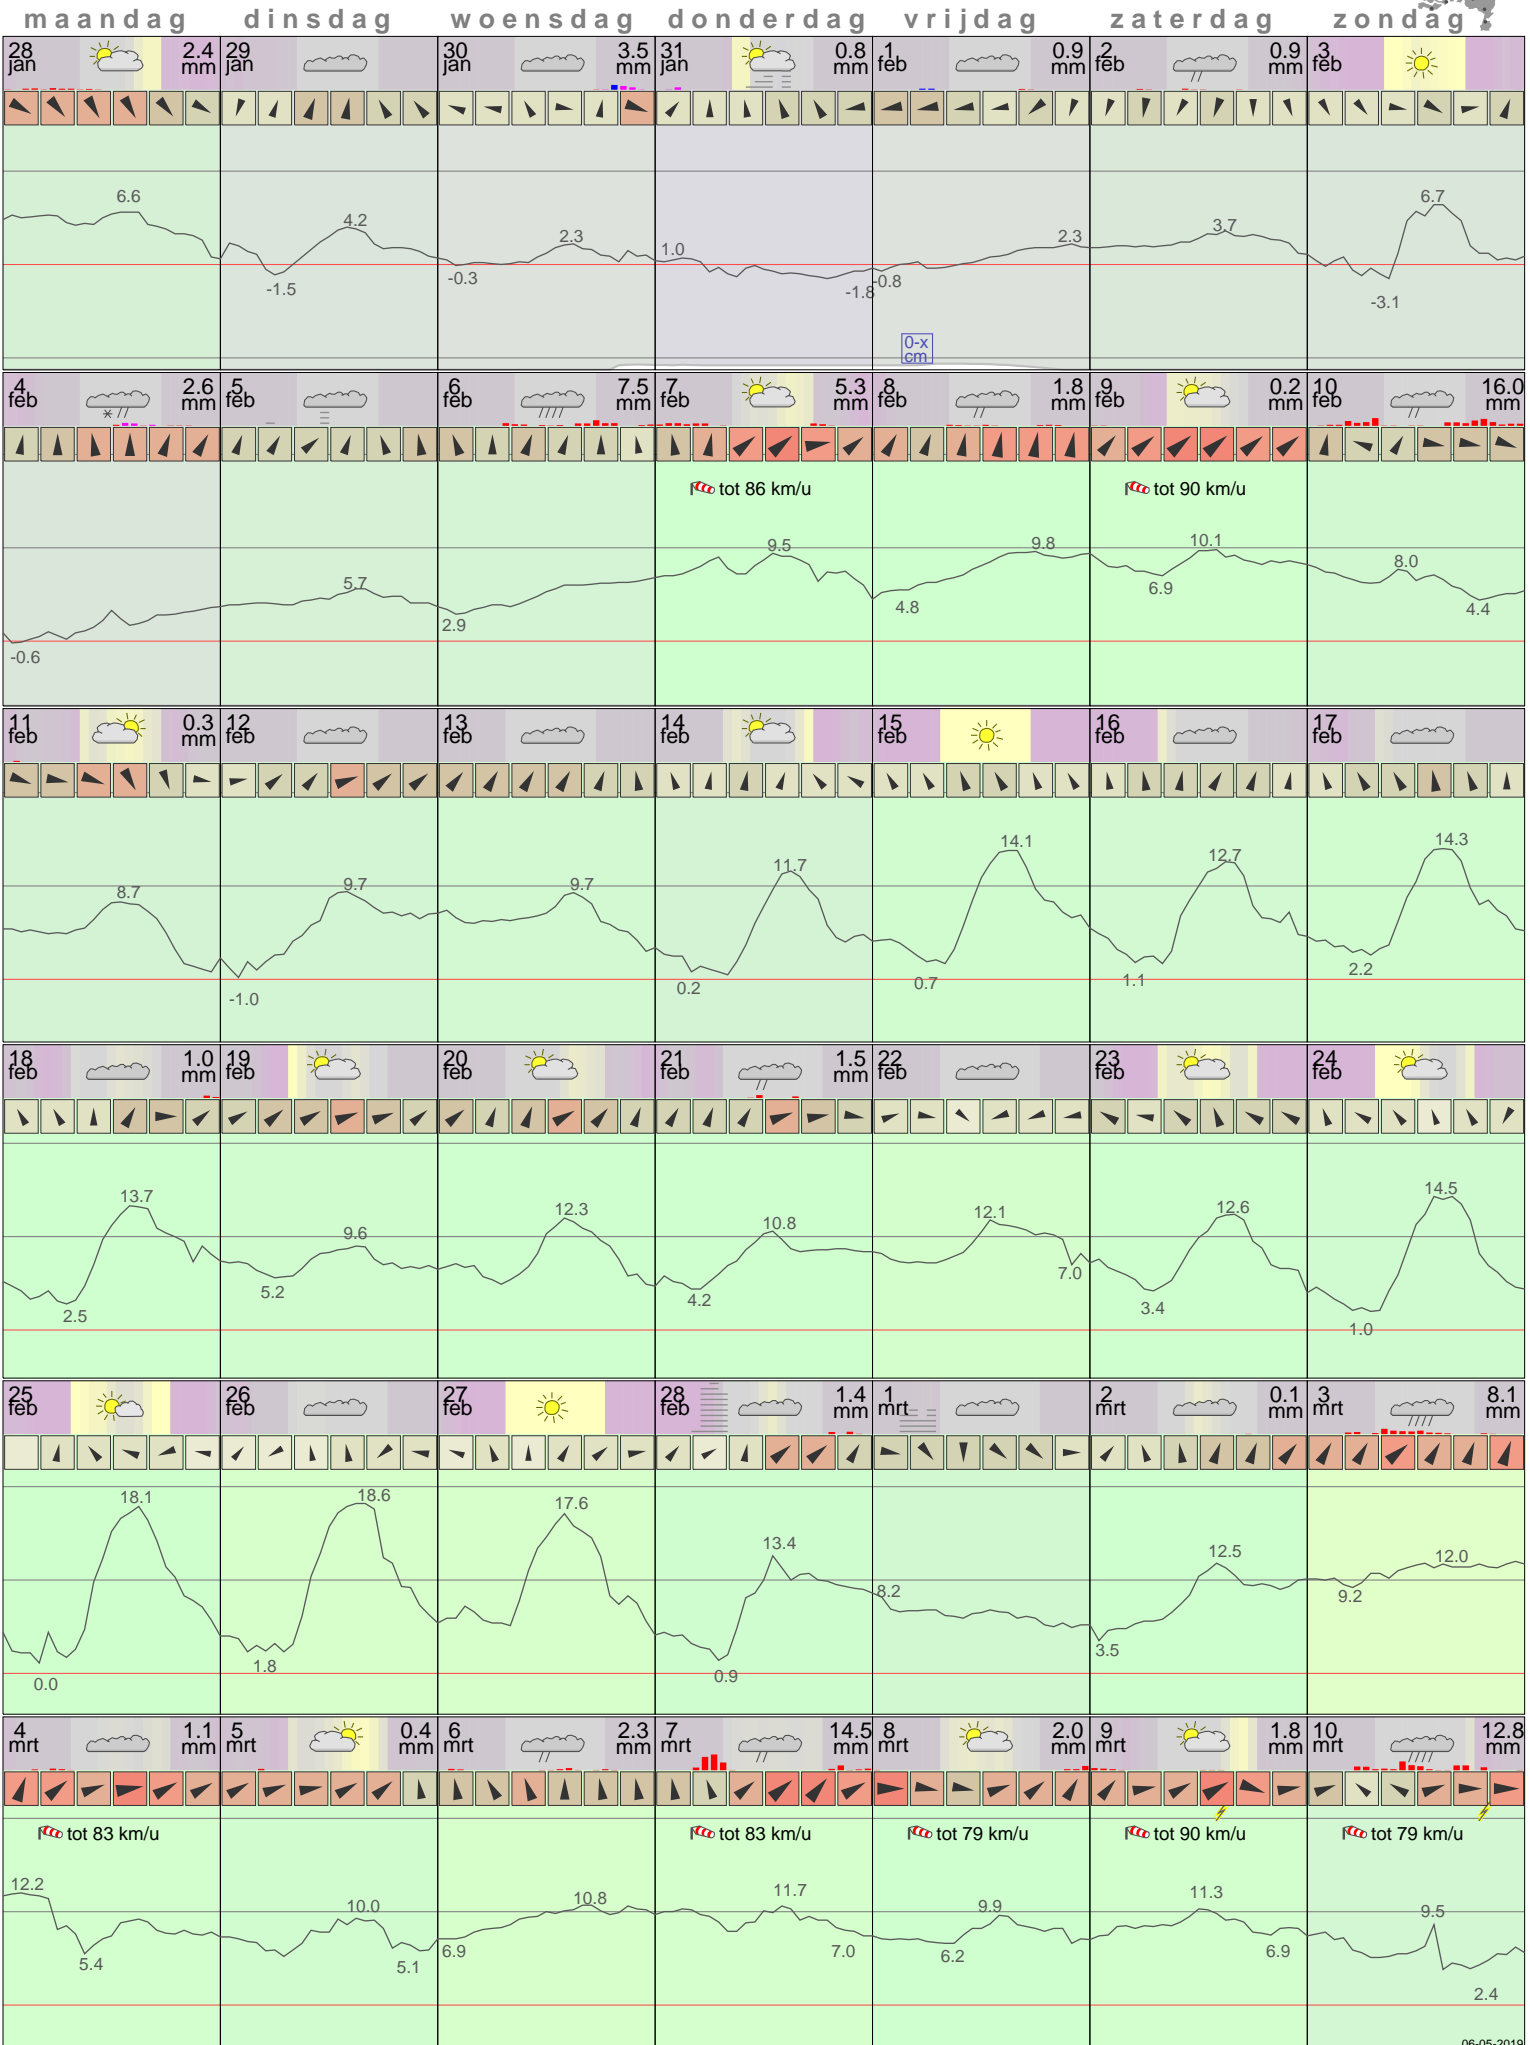 maandag dinsdag woensdag donderdag vrijdag zaterdag zondag
28 jan 2.4 mm 29 jan 30 jan 3.5 mm 31 jan 0.8 mm 1 feb 0.9 mm 2 feb 0.9 mm 3 feb
6.6 4.2 2.3 1.0 2.3 3.7 6.7
-1.5 -0.3 -1.8 -0.8 -3.1
0-x
cm
4 feb 2.6 mm 5 feb 6 feb 7.5 mm 7 feb 5.3 mm 8 feb 1.8 mm 9 feb 0.2 mm 10 feb 16.0 mm
tot 86 km/u tot 90 km/u
-0.6 5.7 2.9 9.5 4.8 9.8 6.9 10.1 8.0 4.4
11 feb 0.3 mm 12 feb 13 feb 14 feb 15 feb 16 feb 17 feb
8.7 9.7 9.7 11.7 14.1 12.7 14.3
-1.0 0.2 0.7 1.1 2.2
18 feb 1.0 mm 19 feb 20 feb 21 feb 1.5 mm 22 feb 23 feb 24 feb
13.7 9.6 12.3 10.8 12.1 12.6 14.5
2.5 5.2 4.2 7.0 3.4 1.0
25 feb 26 feb 27 feb 28 feb 1.4 mm 1 mrt 2 mrt 0.1 mm 3 mrt 8.1 mm
18.1 18.6 17.6 13.4 8.2 12.5 12.0
0.0 1.8 0.9 3.5 9.2
4 mrt 1.1 mm 5 mrt 0.4 mm 6 mrt 2.3 mm 7 mrt 14.5 mm 8 mrt 2.0 mm 9 mrt 1.8 mm 10 mrt 12.8 mm
tot 83 km/u tot 83 km/u tot 79 km/u tot 90 km/u tot 79 km/u
12.2 10.0 10.8 11.7 9.9 11.3 9.5
5.4 5.1 6.9 7.0 6.2 6.9 2.4
06-05-2019